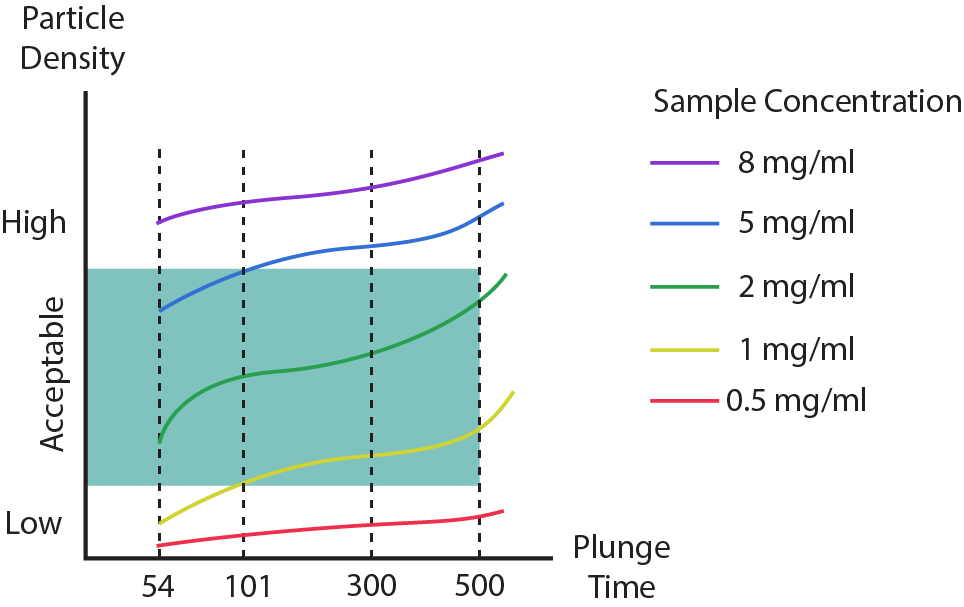 Particle
Density
High
Acceptable
Low
54
101
300
500
Plunge
Time
Sample Concentration
8 mg/ml
5 mg/ml
2 mg/ml
1 mg/ml
0.5 mg/ml